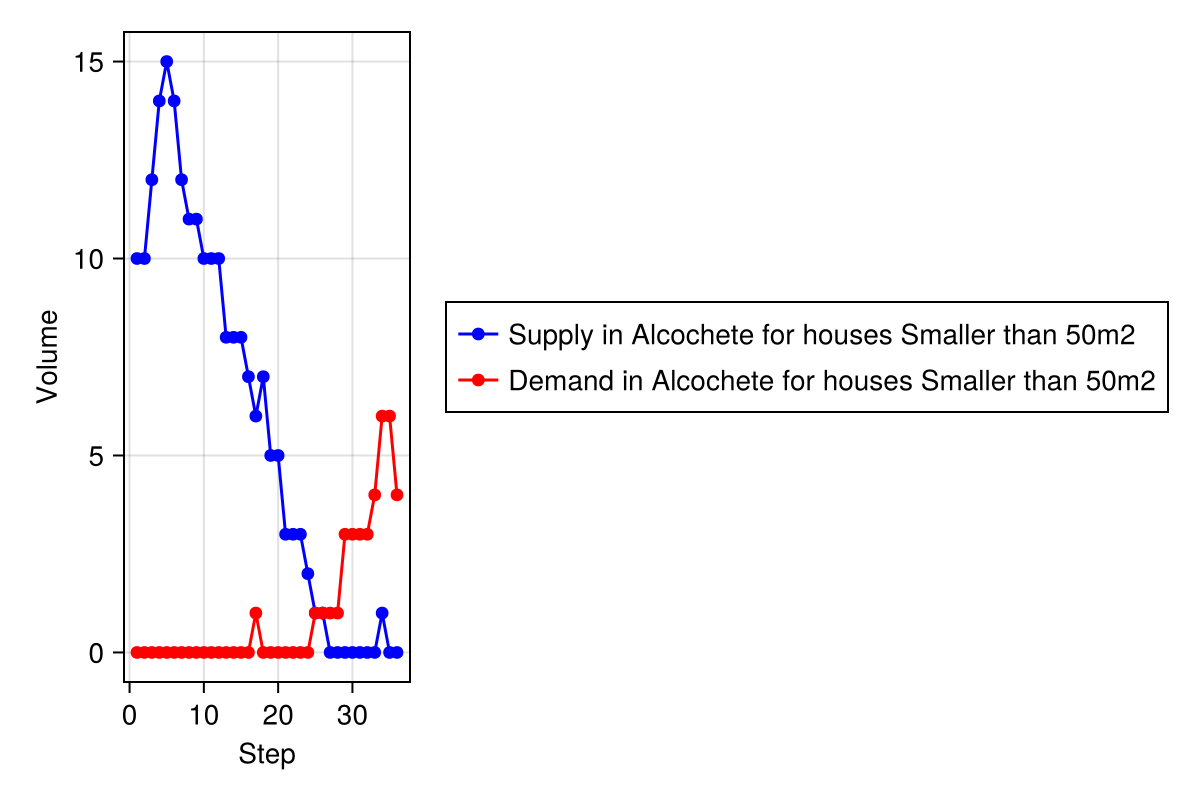 15
10
5
0
Volume
0 10 20 30
Step
Supply in Alcochete for houses Smaller than 50m2
Demand in Alcochete for houses Smaller than 50m2